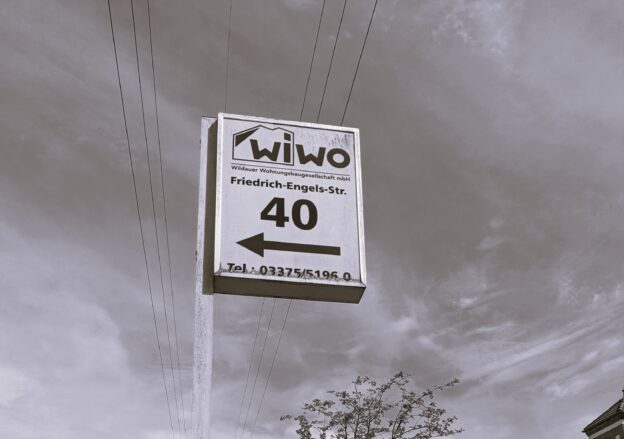 WiWO
Wildauer Wohnungsbaugesellschaft mbH
Friedrich-Engels-Str.
40
Tel.: 03375/5196 0